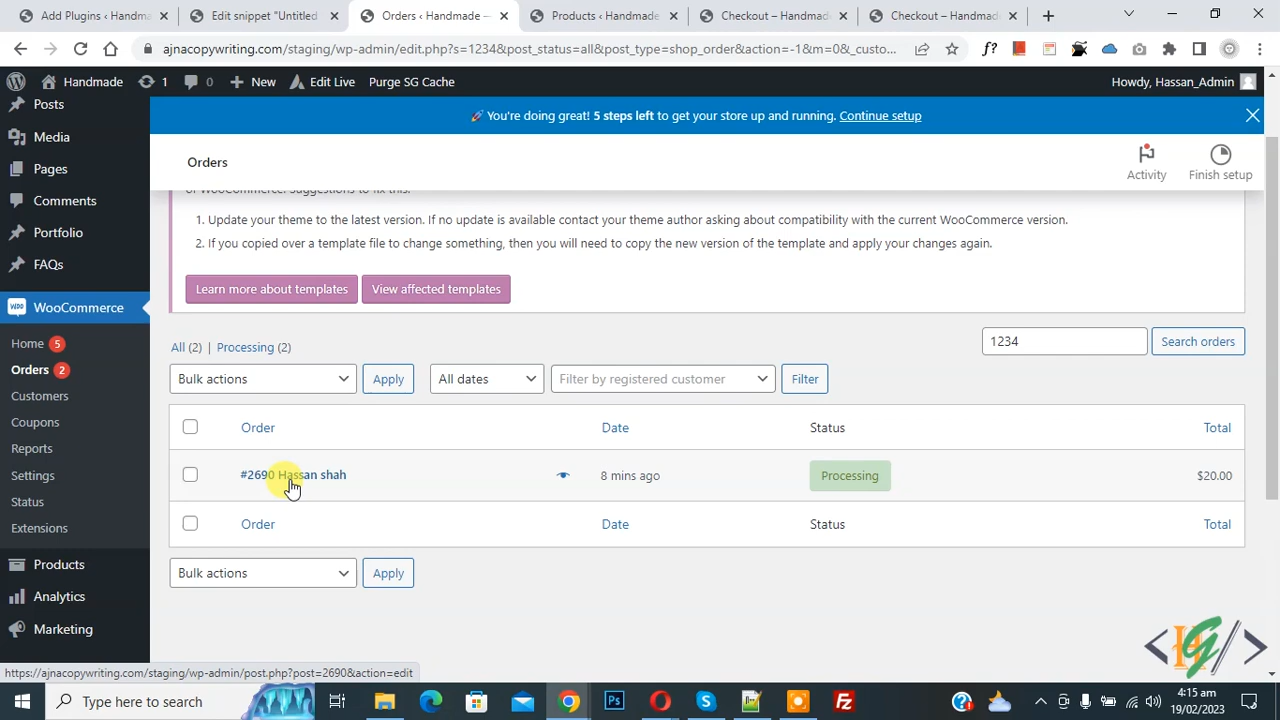 Add Plugins ‹ Handm
Edit snippet "Untitled
Orders ‹ Handmade —
Products ‹ Handmade
Checkout – Handmade
Checkout – Handmad
ajnacopywriting.com/staging/wp-admin/edit.php?s=1234&post_status=all&post_type=shop_order&action=-1&m=0&_custo...
Handmade 1 0 New Edit Live Purge SG Cache Howdy, Hassan_Admin
Posts
Media
Pages
Comments
Portfolio
FAQs
WooCommerce
Home 5
Orders 2
Customers
Coupons
Reports
Settings
Status
Extensions
Products
Analytics
Marketing
You're doing great! 5 steps left to get your store up and running. Continue setup
Orders
Activity
Finish setup
of WooCommerce. Suggestions to fix this:
1. Update your theme to the latest version. If no update is available contact your theme author asking about compatibility with the current WooCommerce version.
2. If you copied over a template file to change something, then you will need to copy the new version of the template and apply your changes again.
Learn more about templates View affected templates
All (2) | Processing (2)
1234 Search orders
Bulk actions Apply All dates Filter by registered customer Filter
Order Date Status Total
#2690 Hassan shah 8 mins ago Processing $20.00
Order Date Status Total
Bulk actions Apply
https://ajnacopywriting.com/staging/wp-admin/post.php?post=2690&action=edit
Type here to search
4:15 am
19/02/2023